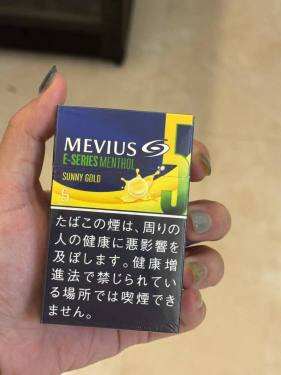 MEVIUS
E-SERIES MENTHOL
SUNNY GOLD
5
5
たばこの煙は、周りの
人の健康に悪影響を
及ぼします。健康増
進法で禁じられてい
る場所では喫煙でき
ません。